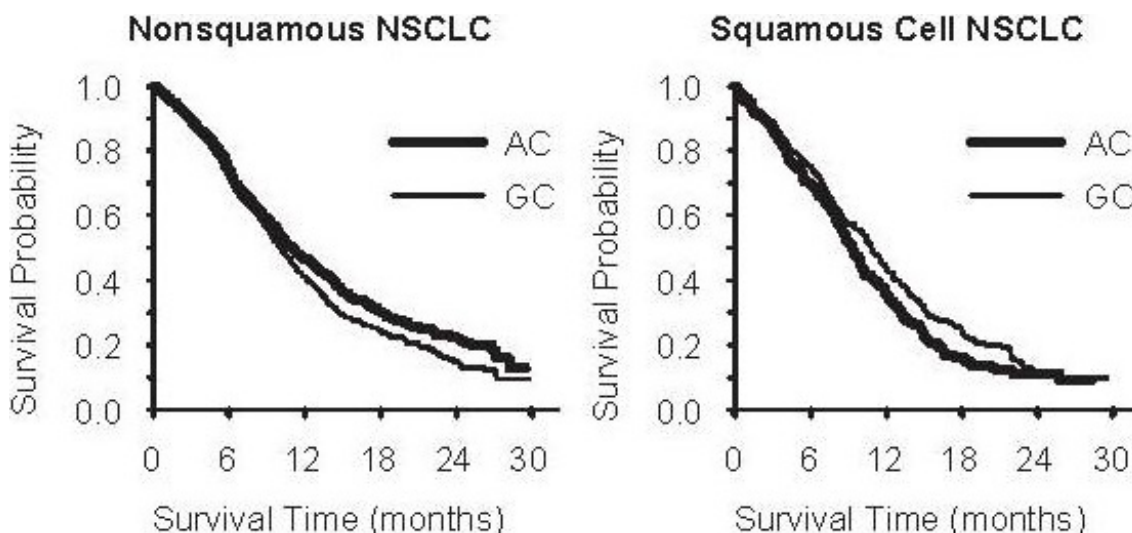 Nonsquamous NSCLC
Survival Probability
1.0
0.8
0.6
0.4
0.2
0.0
AC
GC
0 6 12 18 24 30
Survival Time (months)
Squamous Cell NSCLC
Survival Probability
1.0
0.8
0.6
0.4
0.2
0.0
AC
GC
0 6 12 18 24 30
Survival Time (months)